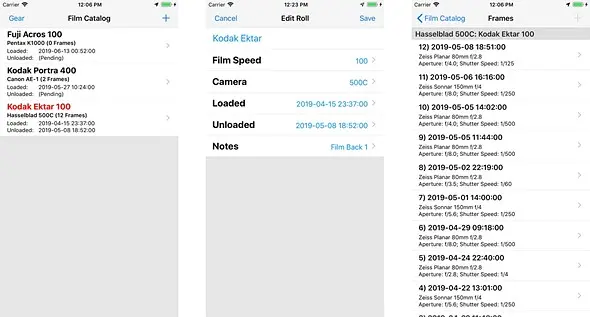 12:06 PM
Gear Film Catalog +
Fuji Acros 100
Pentax K1000 (0 Frames)
Loaded: 2019-06-13 00:52:00
Unloaded: (Pending)
Kodak Portra 400
Canon AE-1 (2 Frames)
Loaded: 2019-05-27 10:24:00
Unloaded: (Pending)
Kodak Ektar 100
Hasselblad 500C (12 Frames)
Loaded: 2019-04-15 23:37:00
Unloaded: 2019-05-08 18:52:00
12:23 PM
Cancel Edit Roll Save
Kodak Ektar
Film Speed 100
Camera 500C
Loaded 2019-04-15 23:37:00
Unloaded 2019-05-08 18:52:00
Notes Film Back 1
12:06 PM
Film Catalog Frames +
Hasselblad 500C: Kodak Ektar 100
12) 2019-05-08 18:51:00
Zeiss Planar 80mm f/2.8
Aperture: f/4.0; Shutter Speed: 1/125
11) 2019-05-06 16:16:00
Zeiss Sonnar 150mm f/4
Aperture: f/8.0; Shutter Speed: 1/250
10) 2019-05-05 14:02:00
Zeiss Planar 80mm f/2.8
Aperture: f/4.0; Shutter Speed: 1/500
9) 2019-05-05 11:44:00
Zeiss Planar 80mm f/2.8
Aperture: f/8.0; Shutter Speed: 1/500
8) 2019-05-02 22:19:00
Zeiss Planar 80mm f/2.8
Aperture: f/3.5; Shutter Speed: 1/60
7) 2019-05-01 14:00:00
Zeiss Sonnar 150mm f/4
Aperture: f/5.6; Shutter Speed: 1/250
6) 2019-04-29 09:18:00
Zeiss Planar 80mm f/2.8
Aperture: f/8.0; Shutter Speed: 1/500
5) 2019-04-24 22:40:00
Zeiss Planar 80mm f/2.8
Aperture: f/2.8; Shutter Speed: 1/4
4) 2019-04-22 13:01:00
Zeiss Sonnar 150mm f/4
Aperture: f/5.6; Shutter Speed: 1/250